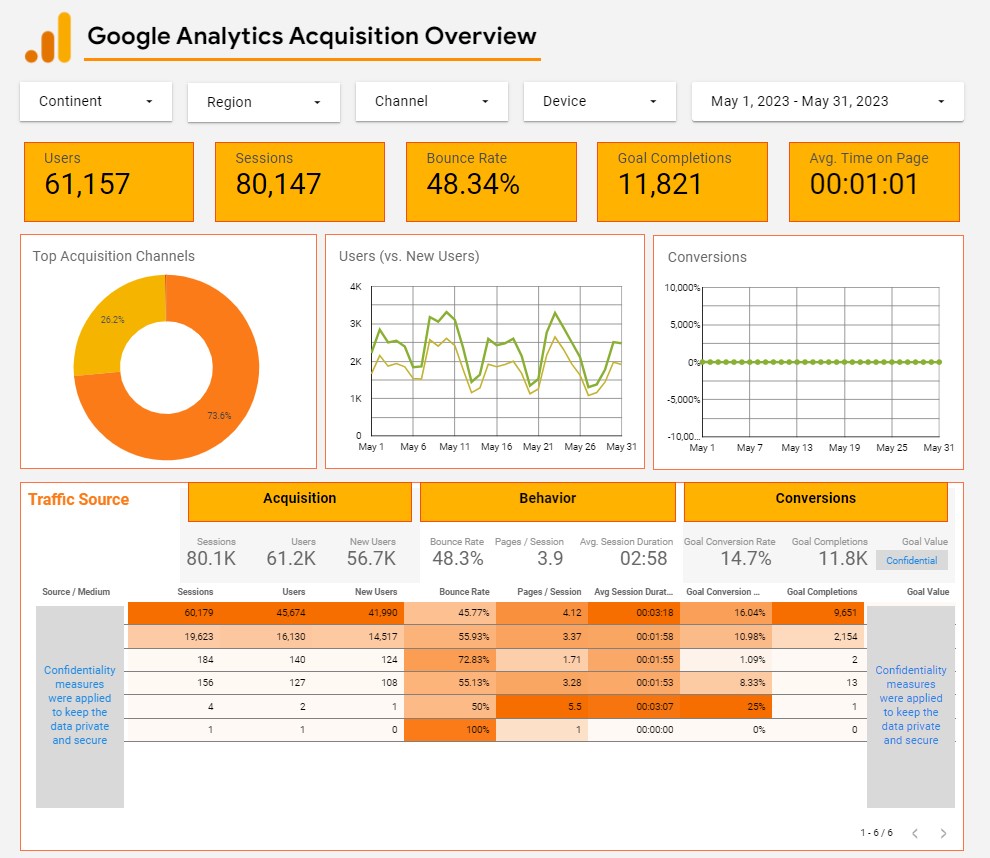 Google Analytics Acquisition Overview
Continent Region Channel Device May 1, 2023 - May 31, 2023
Users Sessions Bounce Rate Goal Completions Avg. Time on Page
61,157 80,147 48.34% 11,821 00:01:01
Top Acquisition Channels
26.2%
73.6%
Users (vs. New Users)
4K
3K
2K
1K
0
May 1 May 6 May 11 May 16 May 21 May 26 May 31
Conversions
10,000%
5,000%
0%
-5,000%
-10,00...
May 1 May 7 May 13 May 19 May 25 May 31
Traffic Source Acquisition Behavior Conversions
Sessions Users New Users Bounce Rate Pages / Session Avg. Session Duration Goal Conversion Rate Goal Completions Goal Value
80.1K 61.2K 56.7K 48.3% 3.9 02:58 14.7% 11.8K Confidential
Source / Medium Sessions Users New Users Bounce Rate Pages / Session Avg Session Durat... Goal Conversion ... Goal Completions Goal Value
60,179 45,674 41,990 45.77% 4.12 00:03:18 16.04% 9,651
19,623 16,130 14,517 55.93% 3.37 00:01:58 10.98% 2,154
184 140 124 72.83% 1.71 00:01:55 1.09% 2
156 127 108 55.13% 3.28 00:01:53 8.33% 13
4 2 1 50% 5.5 00:03:07 25% 1
1 1 0 100% 1 00:00:00 0% 0
Confidentiality
measures
were applied
to keep the
data private
and secure
Confidentiality
measures
were applied
to keep the
data private
and secure
1 - 6 / 6